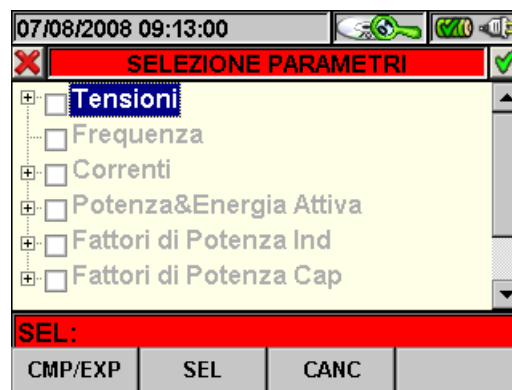 07/08/2008 09:13:00
SELEZIONE PARAMETRI
Tensioni
Frequenza
Correnti
Potenza&Energia Attiva
Fattori di Potenza Ind
Fattori di Potenza Cap
SEL:
CMP/EXP SEL CANC